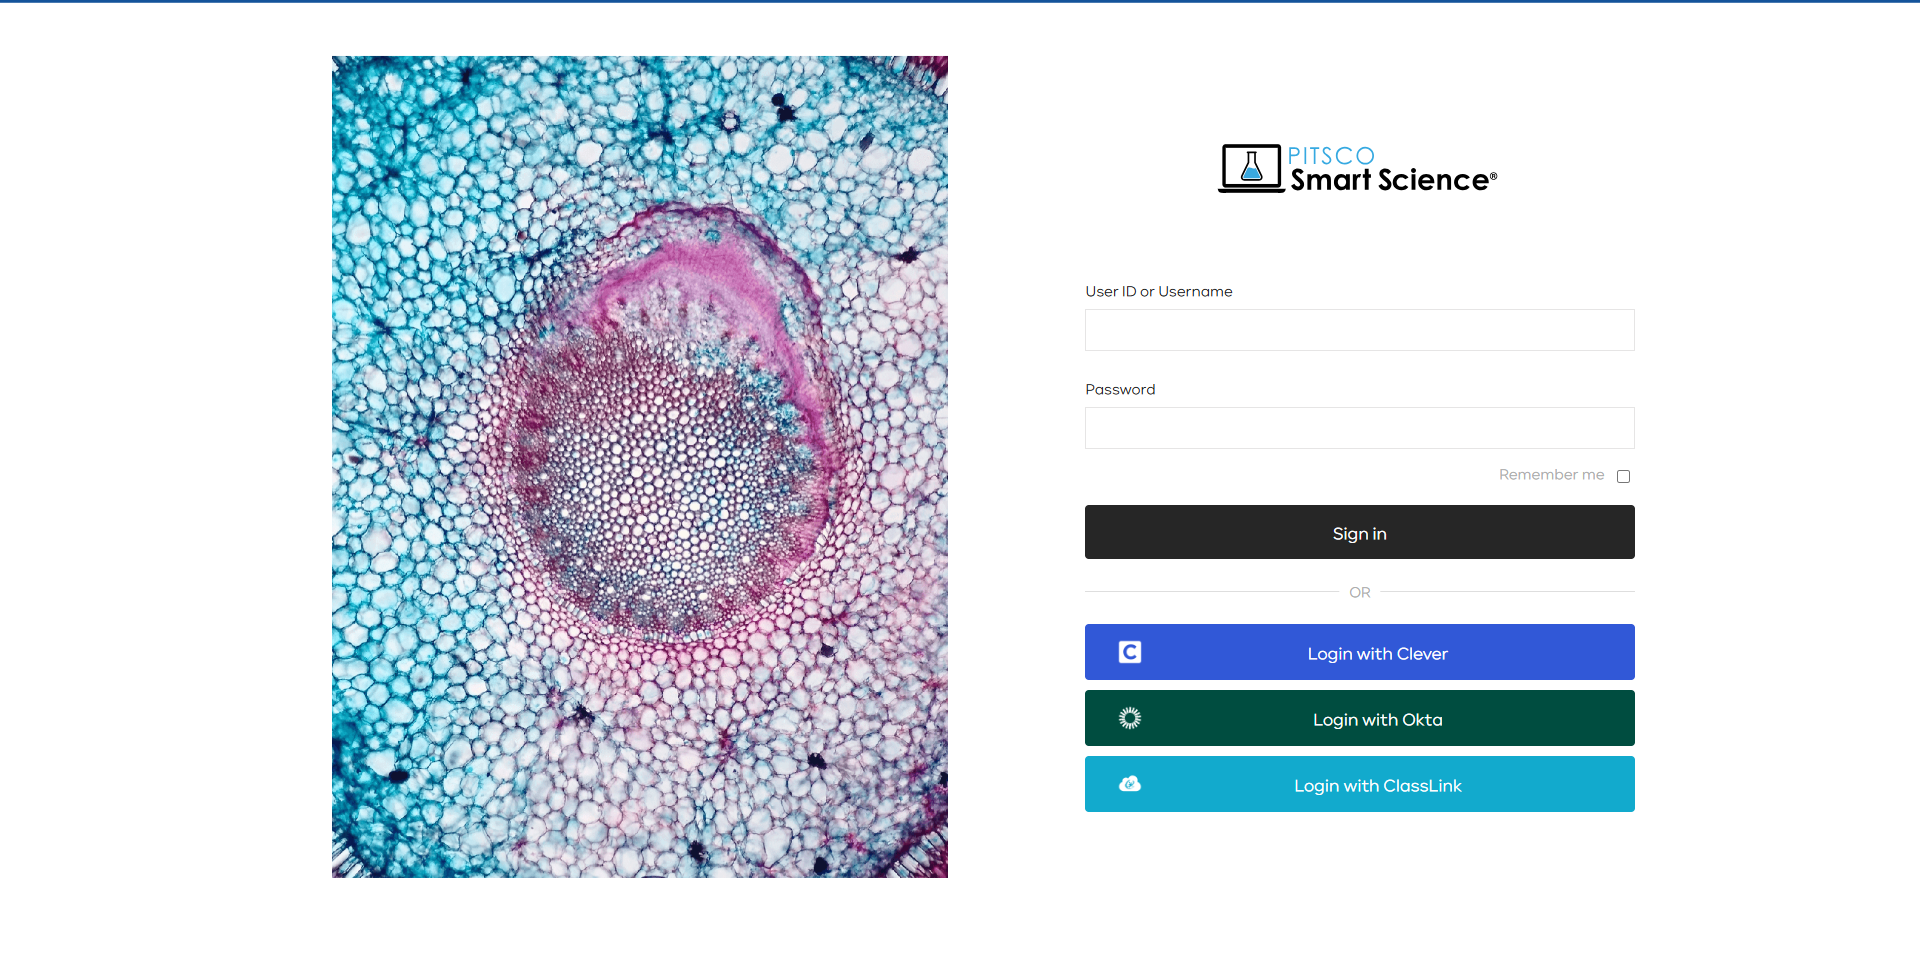 PITSCO
Smart Science®
User ID or Username
Password
Remember me
Sign in
OR
C
Login with Clever
Login with Okta
Login with ClassLink